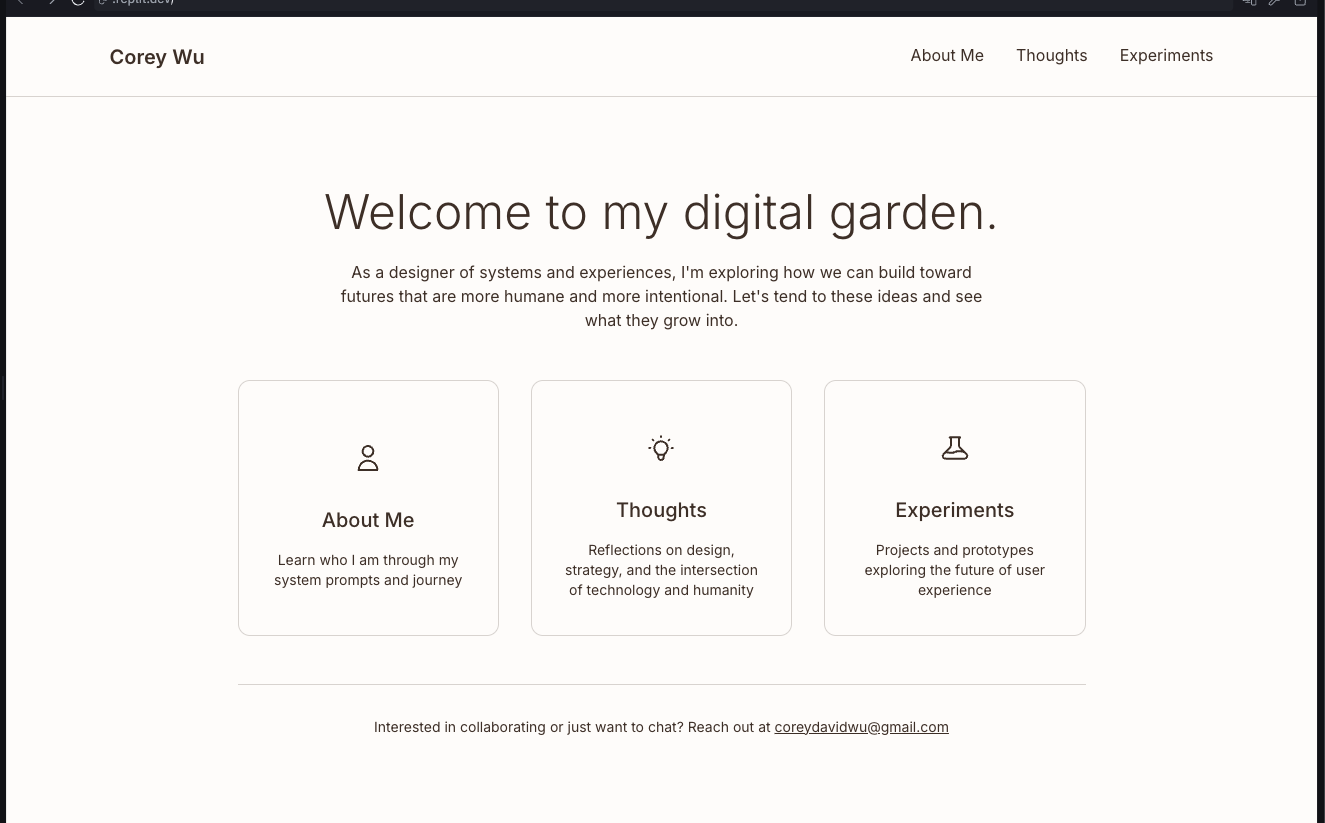 Corey Wu
About Me
Thoughts
Experiments
Welcome to my digital garden.
As a designer of systems and experiences, I'm exploring how we can build toward
futures that are more humane and more intentional. Let's tend to these ideas and see
what they grow into.
About Me
Learn who I am through my
system prompts and journey
Thoughts
Reflections on design,
strategy, and the intersection
of technology and humanity
Experiments
Projects and prototypes
exploring the future of user
experience
Interested in collaborating or just want to chat? Reach out at coreydavidwu@gmail.com